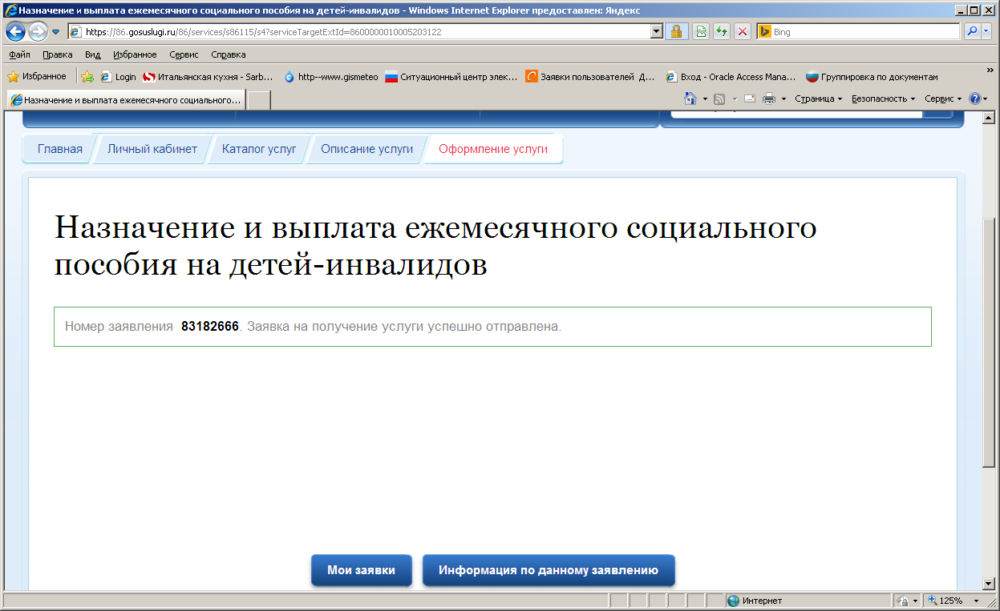 Назначение и выплата ежемесячного социального пособия на детей-инвалидов - Windows Internet Explorer предоставлен: Яндекс
https://86.gosuslugi.ru/86/services/s86115/s4?serviceTargetExtId=8600000010005203122
Bing
Файл Правка Вид Избранное Сервис Справка
Избранное Login Итальянская кухня - Sarb... http--www.gismeteo Ситуационный центр элек... Заявки пользователей Д... Вход - Oracle Access Mana... Группировка по документам »
Назначение и выплата ежемесячного социального... Страница Безопасность Сервис
Главная Личный кабинет Каталог услуг Описание услуги Оформление услуги
Назначение и выплата ежемесячного социального
пособия на детей-инвалидов
Номер заявления 83182666. Заявка на получение услуги успешно отправлена.
Мои заявки Информация по данному заявлению
Интернет 125%